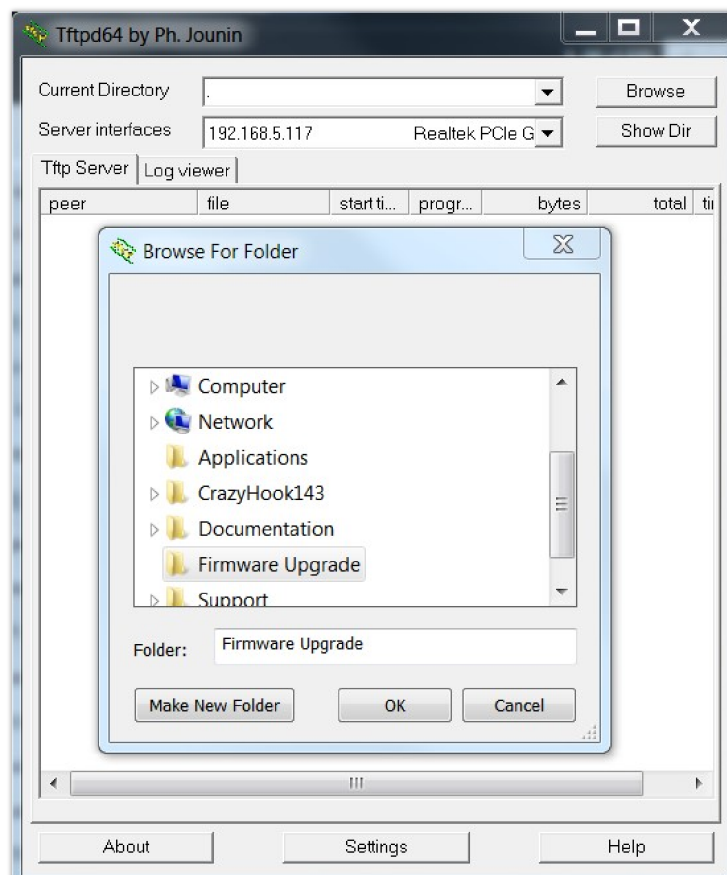 Tftpd64 by Ph. Jounin
Current Directory . Browse
Server interfaces 192.168.5.117 Realtek PCIe G Show Dir
Tftp Server Log viewer
peer file start ti... progr... bytes total
Browse For Folder
Computer
Network
Applications
CrazyHook143
Documentation
Firmware Upgrade
Support
Folder: Firmware Upgrade
Make New Folder OK Cancel
About Settings Help